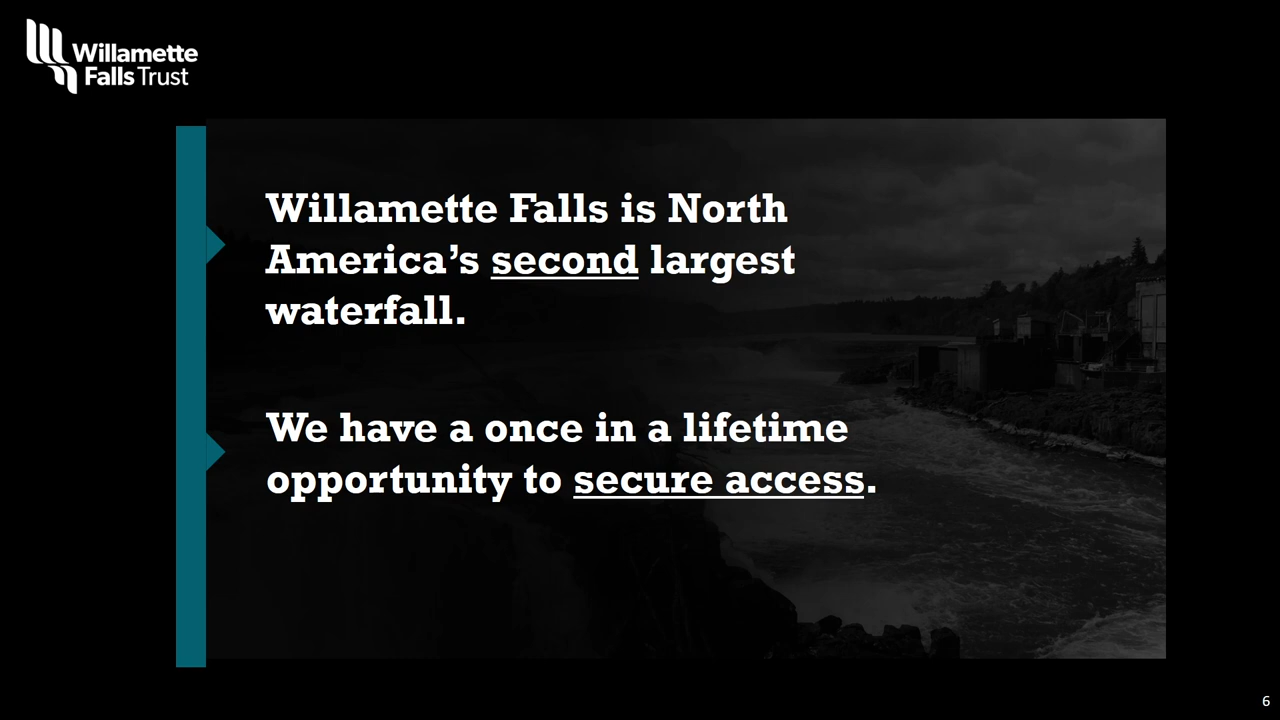 Willamette
Falls Trust
Willamette Falls is North
America’s second largest
waterfall.
We have a once in a lifetime
opportunity to secure access.
6